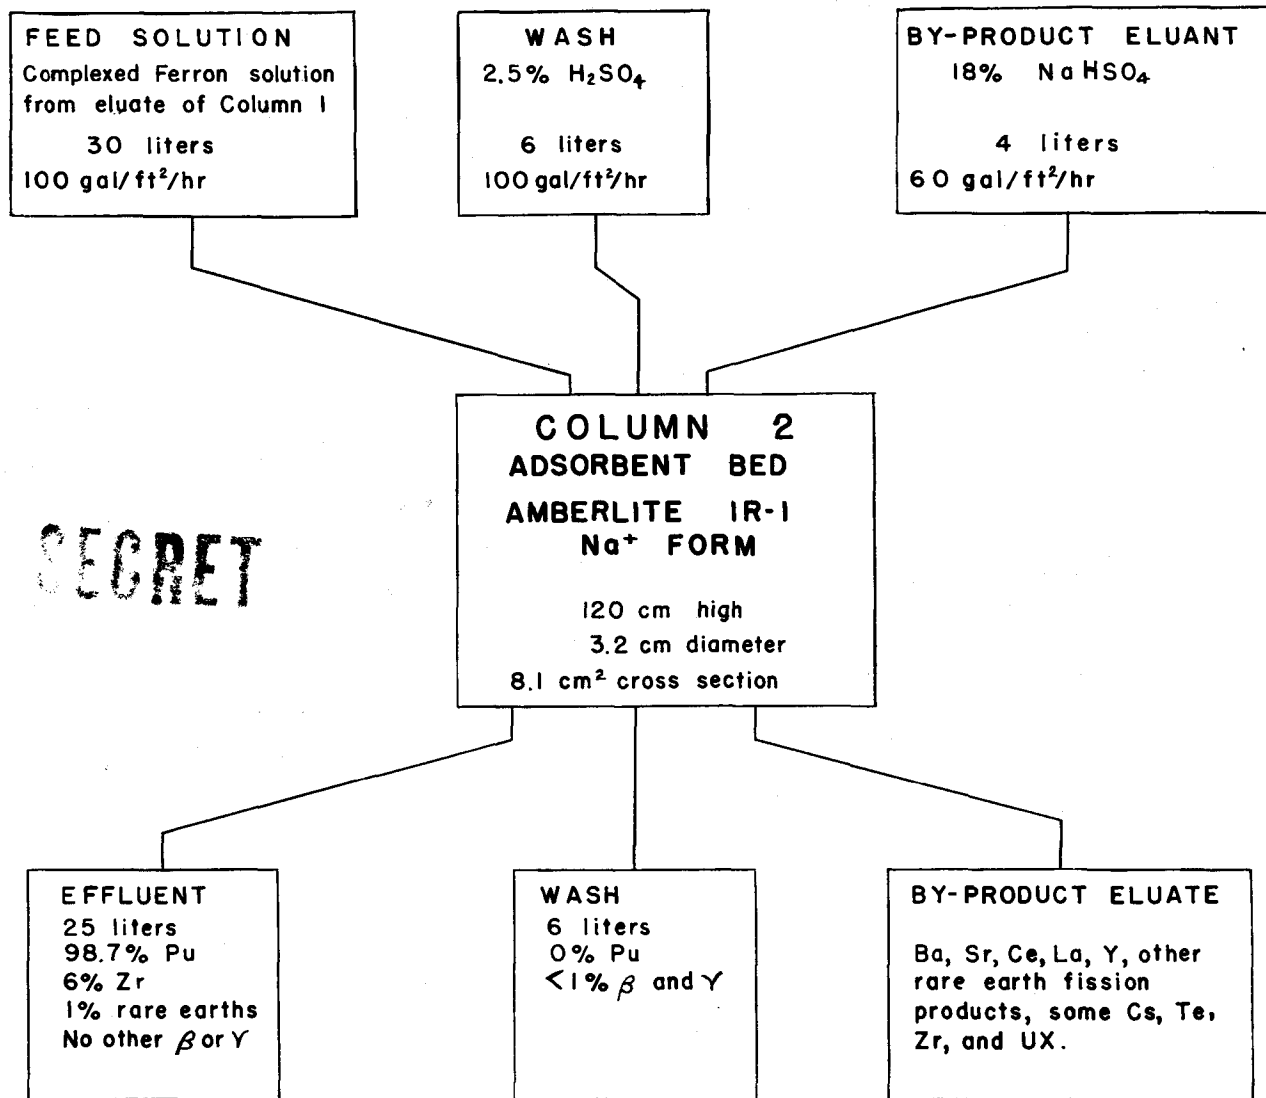 FEED SOLUTION
Complexed Ferron solution
from eluate of Column 1
30 liters
100 gal/ft²/hr
WASH
2.5% H₂SO₄
6 liters
100 gal/ft²/hr
BY-PRODUCT ELUANT
18% NaHSO₄
4 liters
60 gal/ft²/hr
COLUMN 2
ADSORBENT BED
AMBERLITE IR-1
Na⁺ FORM
120 cm high
3.2 cm diameter
8.1 cm² cross section
SECRET
EFFLUENT
25 liters
98.7% Pu
6% Zr
1% rare earths
No other β or γ
WASH
6 liters
0% Pu
<1% β and γ
BY-PRODUCT ELUATE
Ba, Sr, Ce, La, Y, other
rare earth fission
products, some Cs, Te,
Zr, and UX.